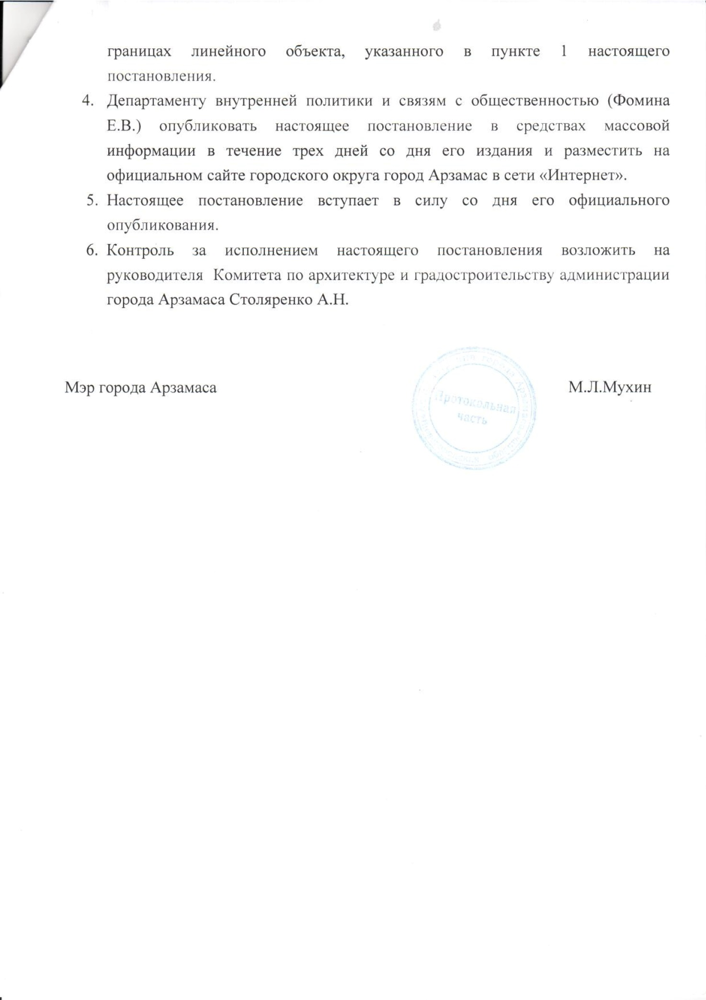 границах линейного объекта, указанного в пункте 1 настоящего
постановления.
4. Департаменту внутренней политики и связям с общественностью (Фомина
Е.В.) опубликовать настоящее постановление в средствах массовой
информации в течение трех дней со дня его издания и разместить на
официальном сайте городского округа город Арзамас в сети «Интернет».
5. Настоящее постановление вступает в силу со дня его официального
опубликования.
6. Контроль за исполнением настоящего постановления возложить на
руководителя Комитета по архитектуре и градостроительству администрации
города Арзамаса Столяренко А.Н.
Мэр города Арзамаса
М.Л.Мухин
города
Протокольная
часть